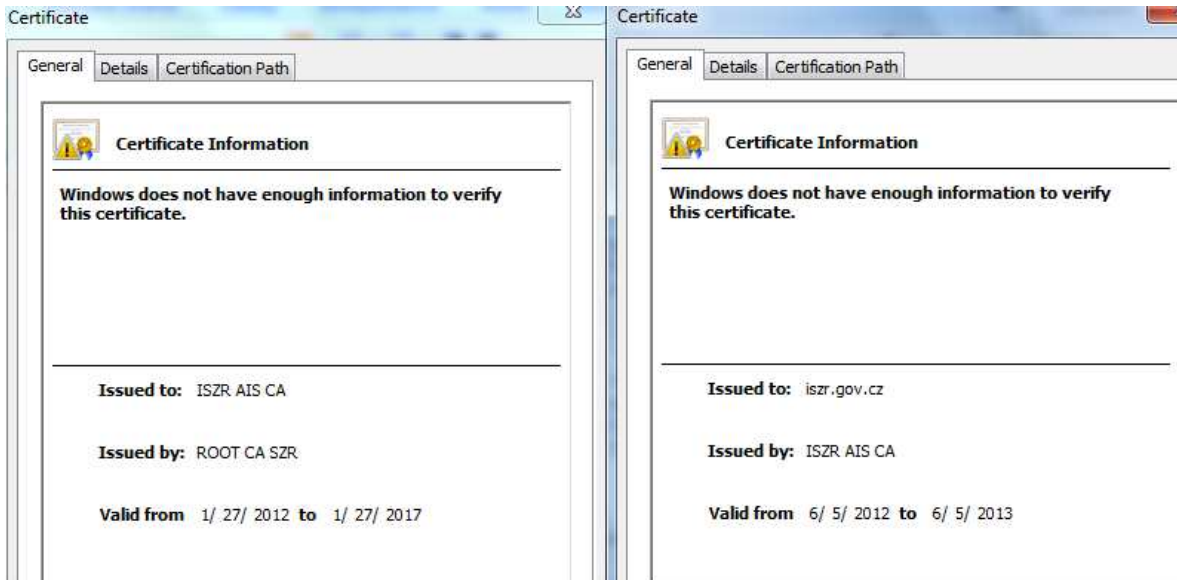 Certificate
General Details Certification Path
Certificate Information
Windows does not have enough information to verify
this certificate.
Issued to: ISZR AIS CA
Issued by: ROOT CA SZR
Valid from 1/ 27/ 2012 to 1/ 27/ 2017
Certificate
General Details Certification Path
Certificate Information
Windows does not have enough information to verify
this certificate.
Issued to: iszr.gov.cz
Issued by: ISZR AIS CA
Valid from 6/ 5/ 2012 to 6/ 5/ 2013